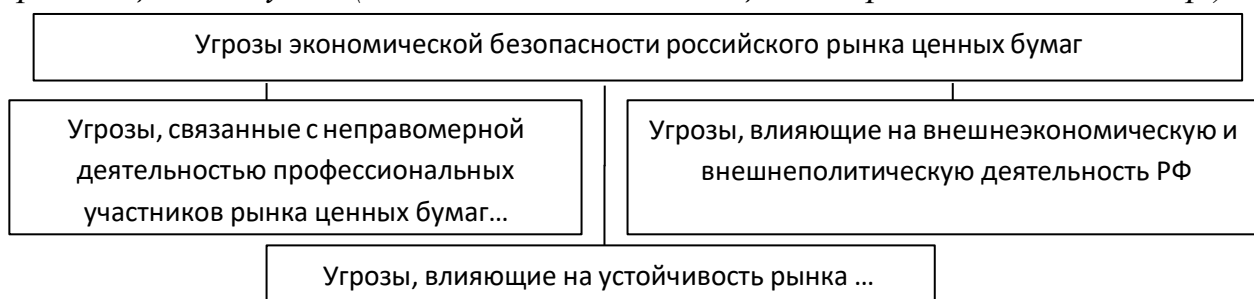 Угрозы экономической безопасности российского рынка ценных бумаг
Угрозы, связанные с неправомерной
деятельностью профессиональных
участников рынка ценных бумаг...
Угрозы, влияющие на внешнеэкономическую и
внешнеполитическую деятельность РФ
Угрозы, влияющие на устойчивость рынка ...